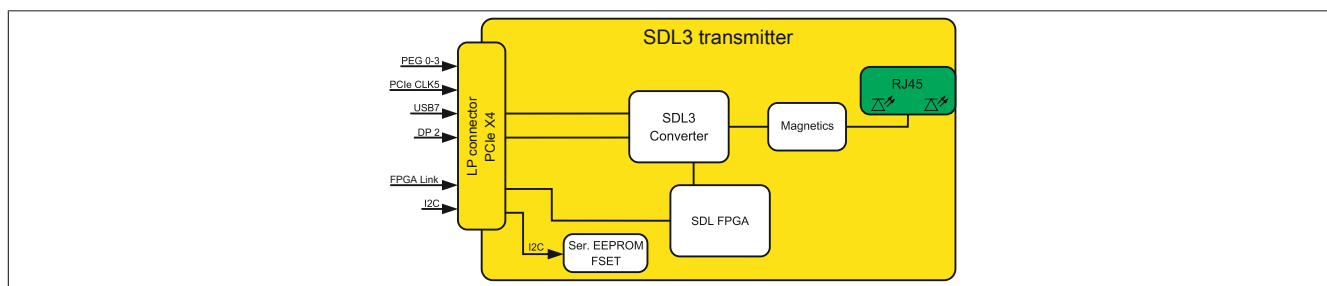 SDL3 transmitter
PEG 0-3
PCIe CLK5
USB7
DP 2
FPGA Link
I2C
LP connector
PCIe X4
SDL3
Converter
Magnetics
RJ45
SDL FPGA
I2C
Ser. EEPROM
FSET